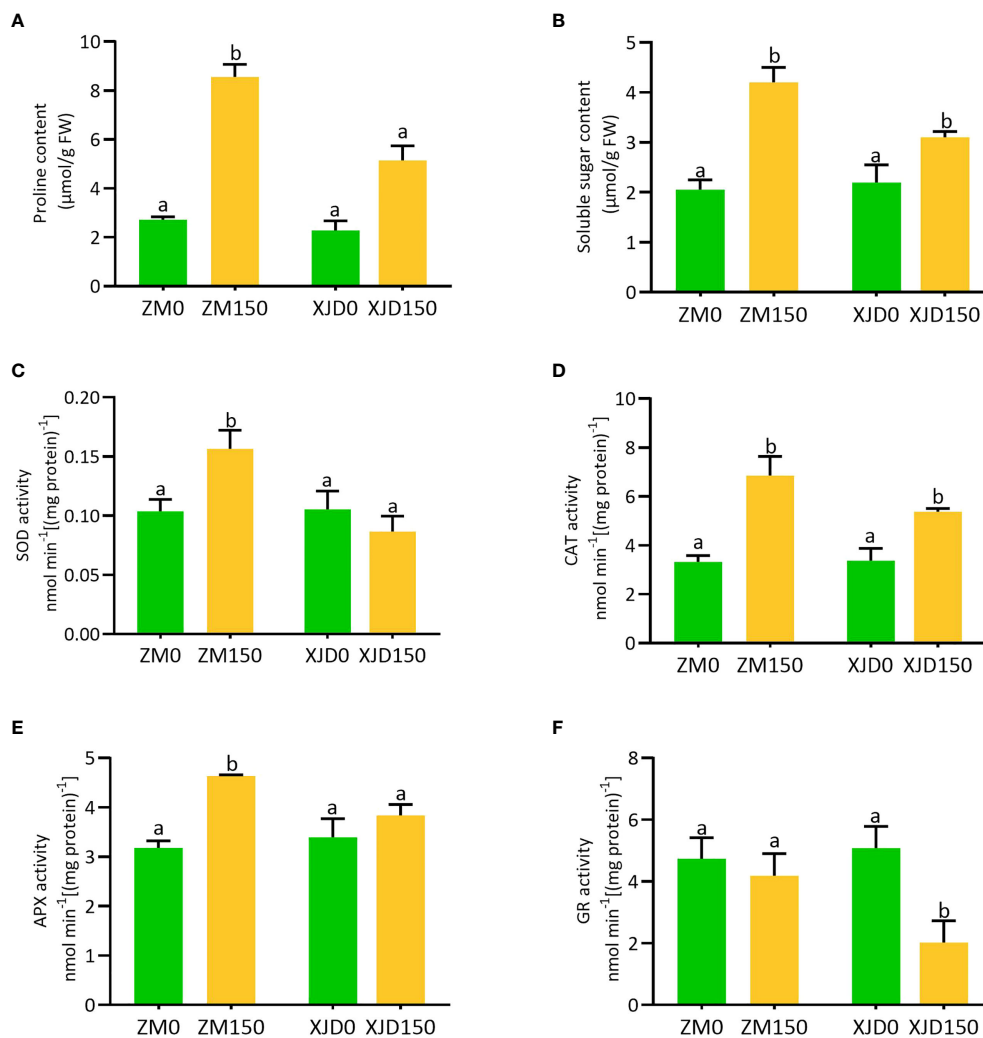 A
Proline content
(µmol/g FW)
10
8
6
4
2
0
a
b
a
a
ZM0 ZM150 XJD0 XJD150
B
Soluble sugar content
(µmol/g FW)
5
4
3
2
1
0
a
b
a
b
ZM0 ZM150 XJD0 XJD150
C
SOD activity
nmol min⁻¹[(mg protein)⁻¹]
0.20
0.15
0.10
0.05
0.00
a
b
a
a
ZM0 ZM150 XJD0 XJD150
D
CAT activity
nmol min⁻¹[(mg protein)⁻¹]
10
8
6
4
2
0
a
b
a
b
ZM0 ZM150 XJD0 XJD150
E
APX activity
nmol min⁻¹[(mg protein)⁻¹]
5
4
3
2
1
0
a
b
a
a
ZM0 ZM150 XJD0 XJD150
F
GR activity
nmol min⁻¹[(mg protein)⁻¹]
8
6
4
2
0
a
a
a
b
ZM0 ZM150 XJD0 XJD150